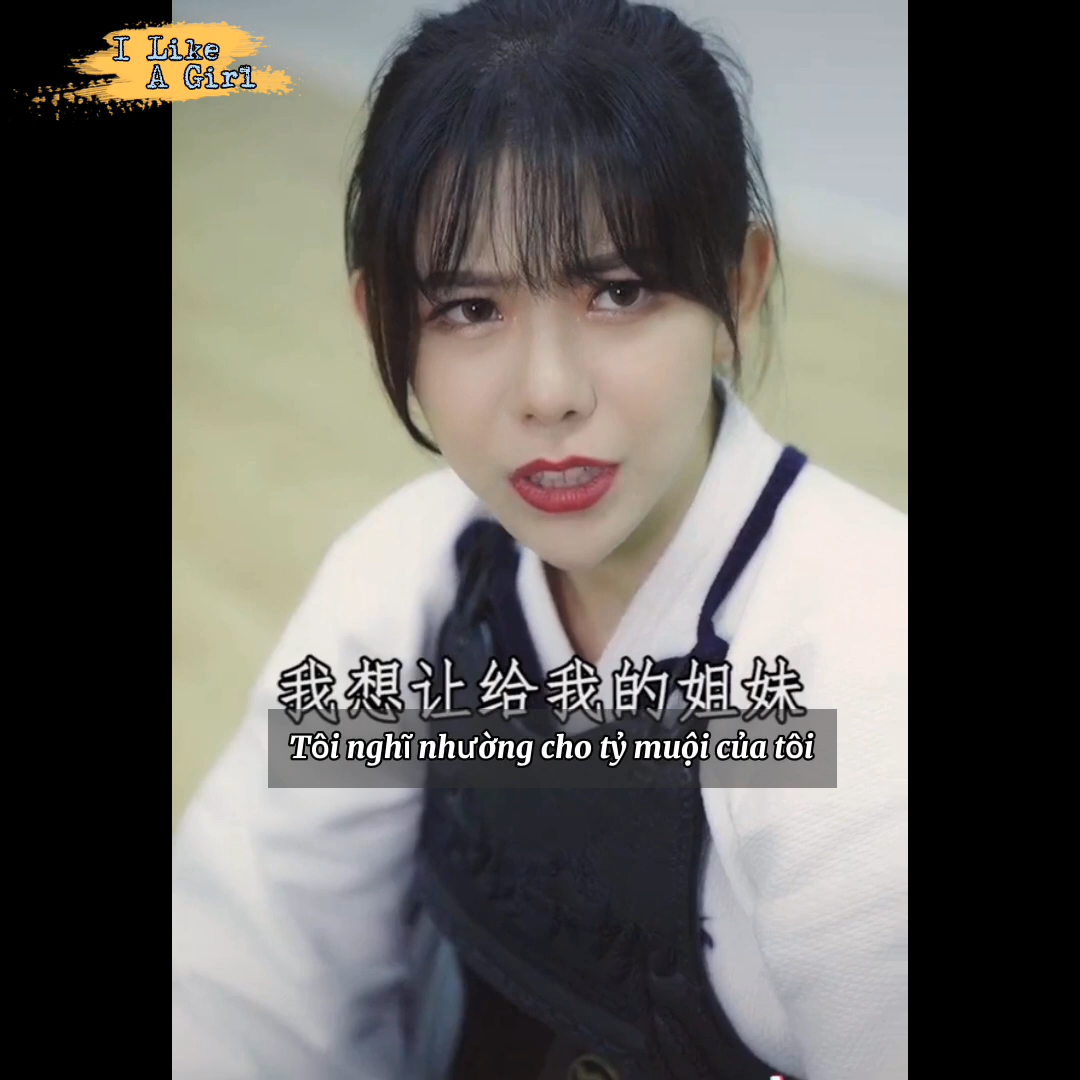 I Like
A Girl
我想让给我的姐妹
Tôi nghĩ nhường cho tỷ muội của tôi